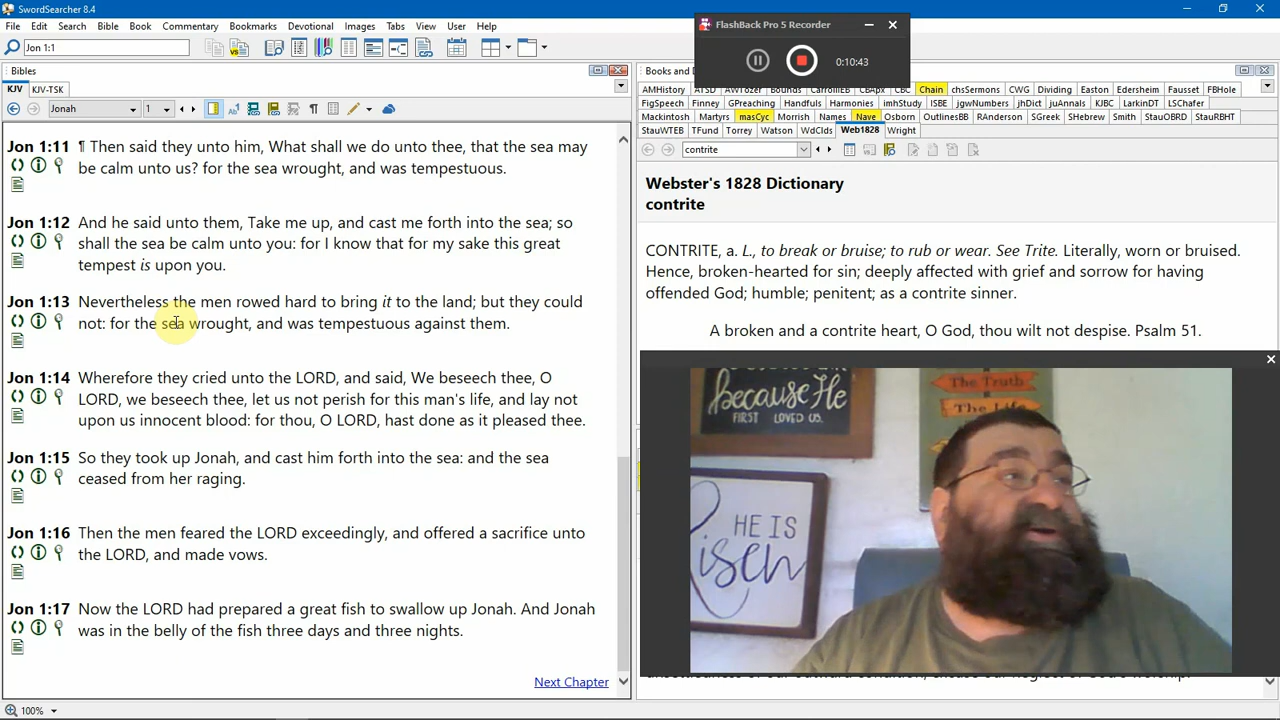 SwordSearcher 8.4
File Edit Search Bible Book Commentary Bookmarks Devotional Images Tabs View User Help
Jon 1:1
FlashBack Pro 5 Recorder
0:10:43
Bibles
KJV KJV-TSK
Jonah 1
Jon 1:11 ¶ Then said they unto him, What shall we do unto thee, that the sea may
be calm unto us? for the sea wrought, and was tempestuous.
Jon 1:12 And he said unto them, Take me up, and cast me forth into the sea; so
shall the sea be calm unto you: for I know that for my sake this great
tempest is upon you.
Jon 1:13 Nevertheless the men rowed hard to bring it to the land; but they could
not: for the sea wrought, and was tempestuous against them.
Jon 1:14 Wherefore they cried unto the LORD, and said, We beseech thee, O
LORD, we beseech thee, let us not perish for this man's life, and lay not
upon us innocent blood: for thou, O LORD, hast done as it pleased thee.
Jon 1:15 So they took up Jonah, and cast him forth into the sea: and the sea
ceased from her raging.
Jon 1:16 Then the men feared the LORD exceedingly, and offered a sacrifice unto
the LORD, and made vows.
Jon 1:17 Now the LORD had prepared a great fish to swallow up Jonah. And Jonah
was in the belly of the fish three days and three nights.
Next Chapter
100%
Books and D
AMHistory ATSD AWTozer Bounds CarrollEB CBApx CBC Chain chsSermons CWG Dividing Easton Edersheim Fausset FBHole
FigSpeech Finney GPreaching Handfuls Harmonies imhStudy ISBE jgwNumbers jhDict juAnnals KJBC LarkinDT LSChafer
Mackintosh Martyrs masCyc Morrish Names Nave Osborn OutlinesBB RAnderson SGreek SHebrew Smith StauOBRD StauRBHT
StauWTEB TFund Torrey Watson WdClds Web1828 Wright
contrite
Webster's 1828 Dictionary
contrite
CONTRITE, a. L., to break or bruise; to rub or wear. See Trite. Literally, worn or bruised.
Hence, broken-hearted for sin; deeply affected with grief and sorrow for having
offended God; humble; penitent; as a contrite sinner.
A broken and a contrite heart, O God, thou wilt not despise. Psalm 51.
because He
FIRST LOVED US.
The Truth
The Life
HE IS
Risen